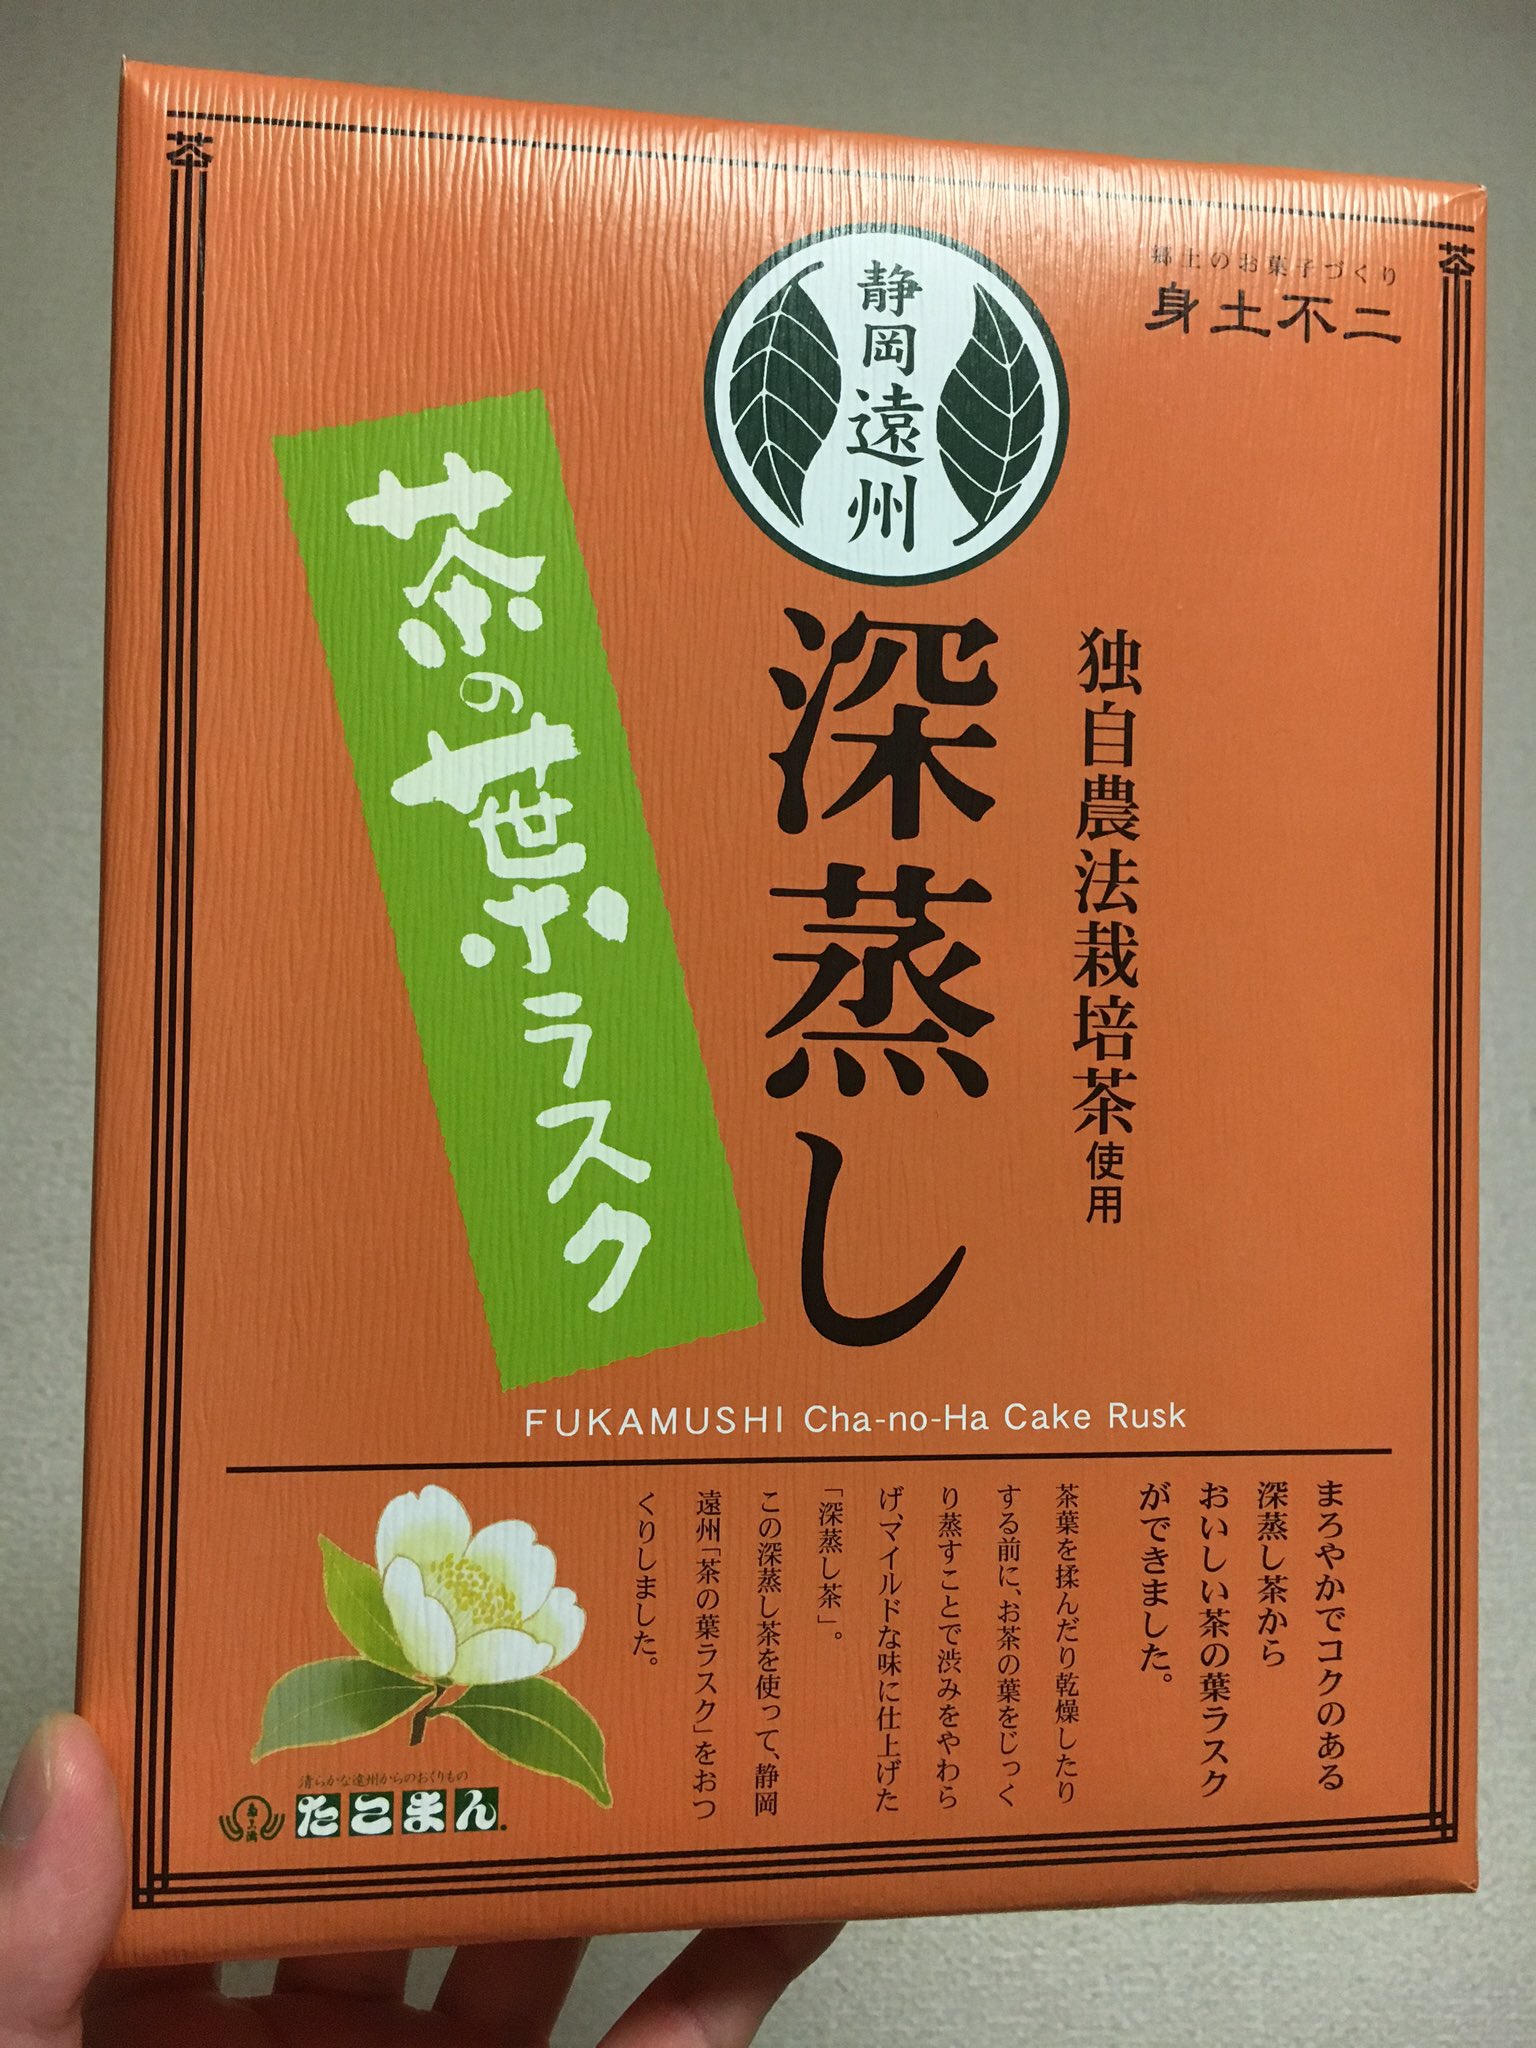 茶
茶
郷土のお菓子づくり
身土不二
静岡遠州
独自農法栽培茶使用
深蒸し
茶の葉ラスク
FUKAMUSHI Cha-no-Ha Cake Rusk
まろやかでコクのある
深蒸し茶から
おいしい茶の葉ラスク
ができました。
茶葉を揉んだり乾燥したり
する前に、お茶の葉をじっく
り蒸すことで渋みをやわら
げ、マイルドな味に仕上げた
「深蒸し茶」。
この深蒸し茶を使って、静岡
遠州「茶の葉ラスク」をおつ
くりしました。
清らかな遠州からのおくりもの
たこまん